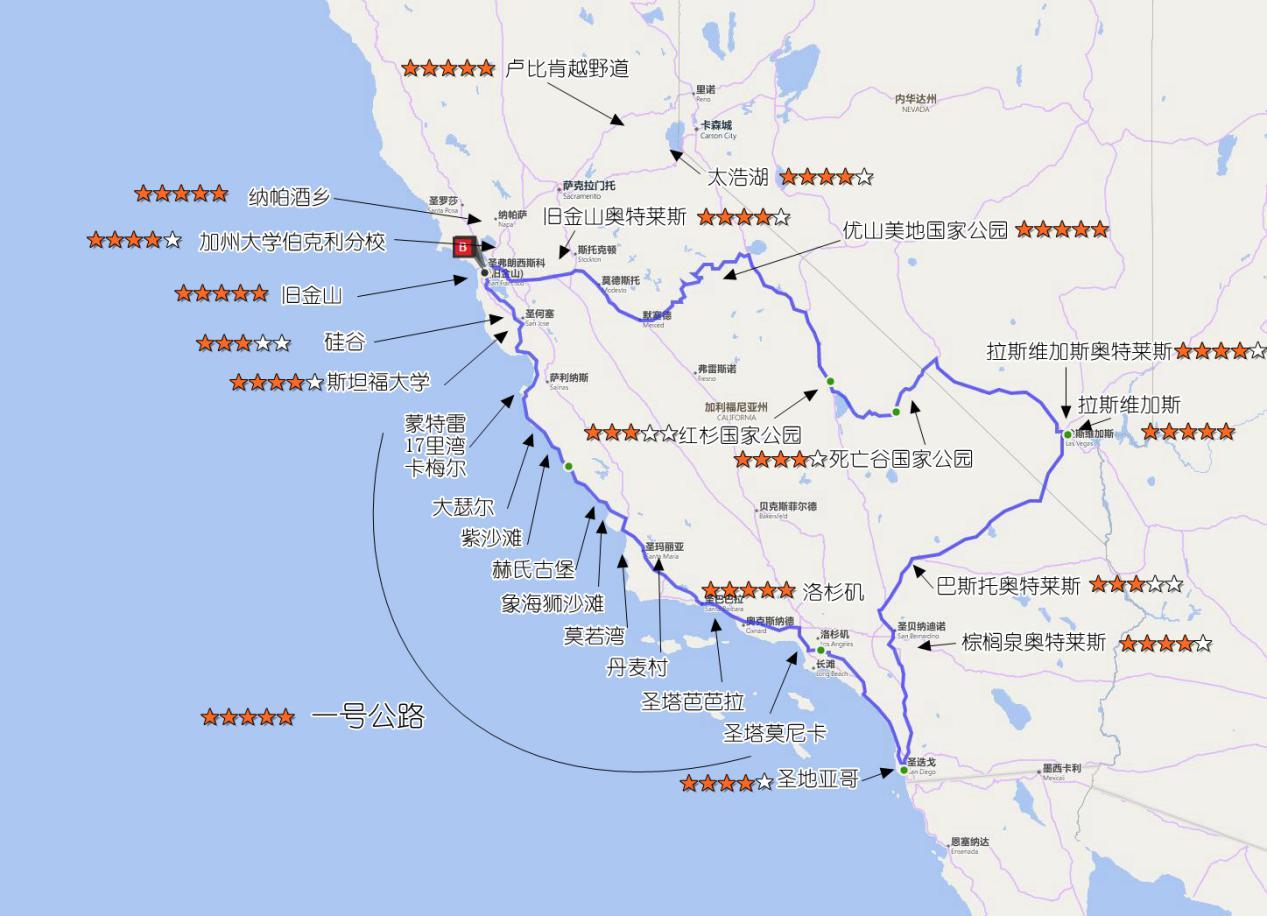 卢比肯越野道
里诺
Reno
内华达州
NEVADA
卡森城
Carson City
太浩湖
萨克拉门托
Sacramento
纳帕酒乡
圣罗莎
Santa Rosa
纳帕萨
Napa
旧金山奥特莱斯
优山美地国家公园
加州大学伯克利分校
B
斯托克顿
Stockton
圣弗朗西斯科
(旧金山)
San Francisco
旧金山
莫德斯托
Modesto
圣何塞
San Jose
默塞德
Merced
硅谷
拉斯维加斯奥特莱斯
斯坦福大学
萨利纳斯
Salinas
弗雷斯诺
Fresno
拉斯维加斯
加利福尼亚州
CALIFORNIA
蒙特雷
17里湾
卡梅尔
红杉国家公园
斯维加斯
Las Vegas
死亡谷国家公园
大瑟尔
贝克斯菲尔德
Bakersfield
紫沙滩
圣玛丽亚
Santa Maria
赫氏古堡
巴斯托奥特莱斯
洛杉矶
象海狮沙滩
圣巴巴拉
Santa Barbara
奥克斯纳德
Oxnard
圣贝纳迪诺
San Bernardino
莫若湾
洛杉矶
Los Angeles
棕榈泉奥特莱斯
丹麦村
长滩
Long Beach
圣塔芭芭拉
一号公路
圣塔莫尼卡
圣地亚哥
圣迭戈
San Diego
墨西卡利
Mexicali
恩塞纳达
Ensenada